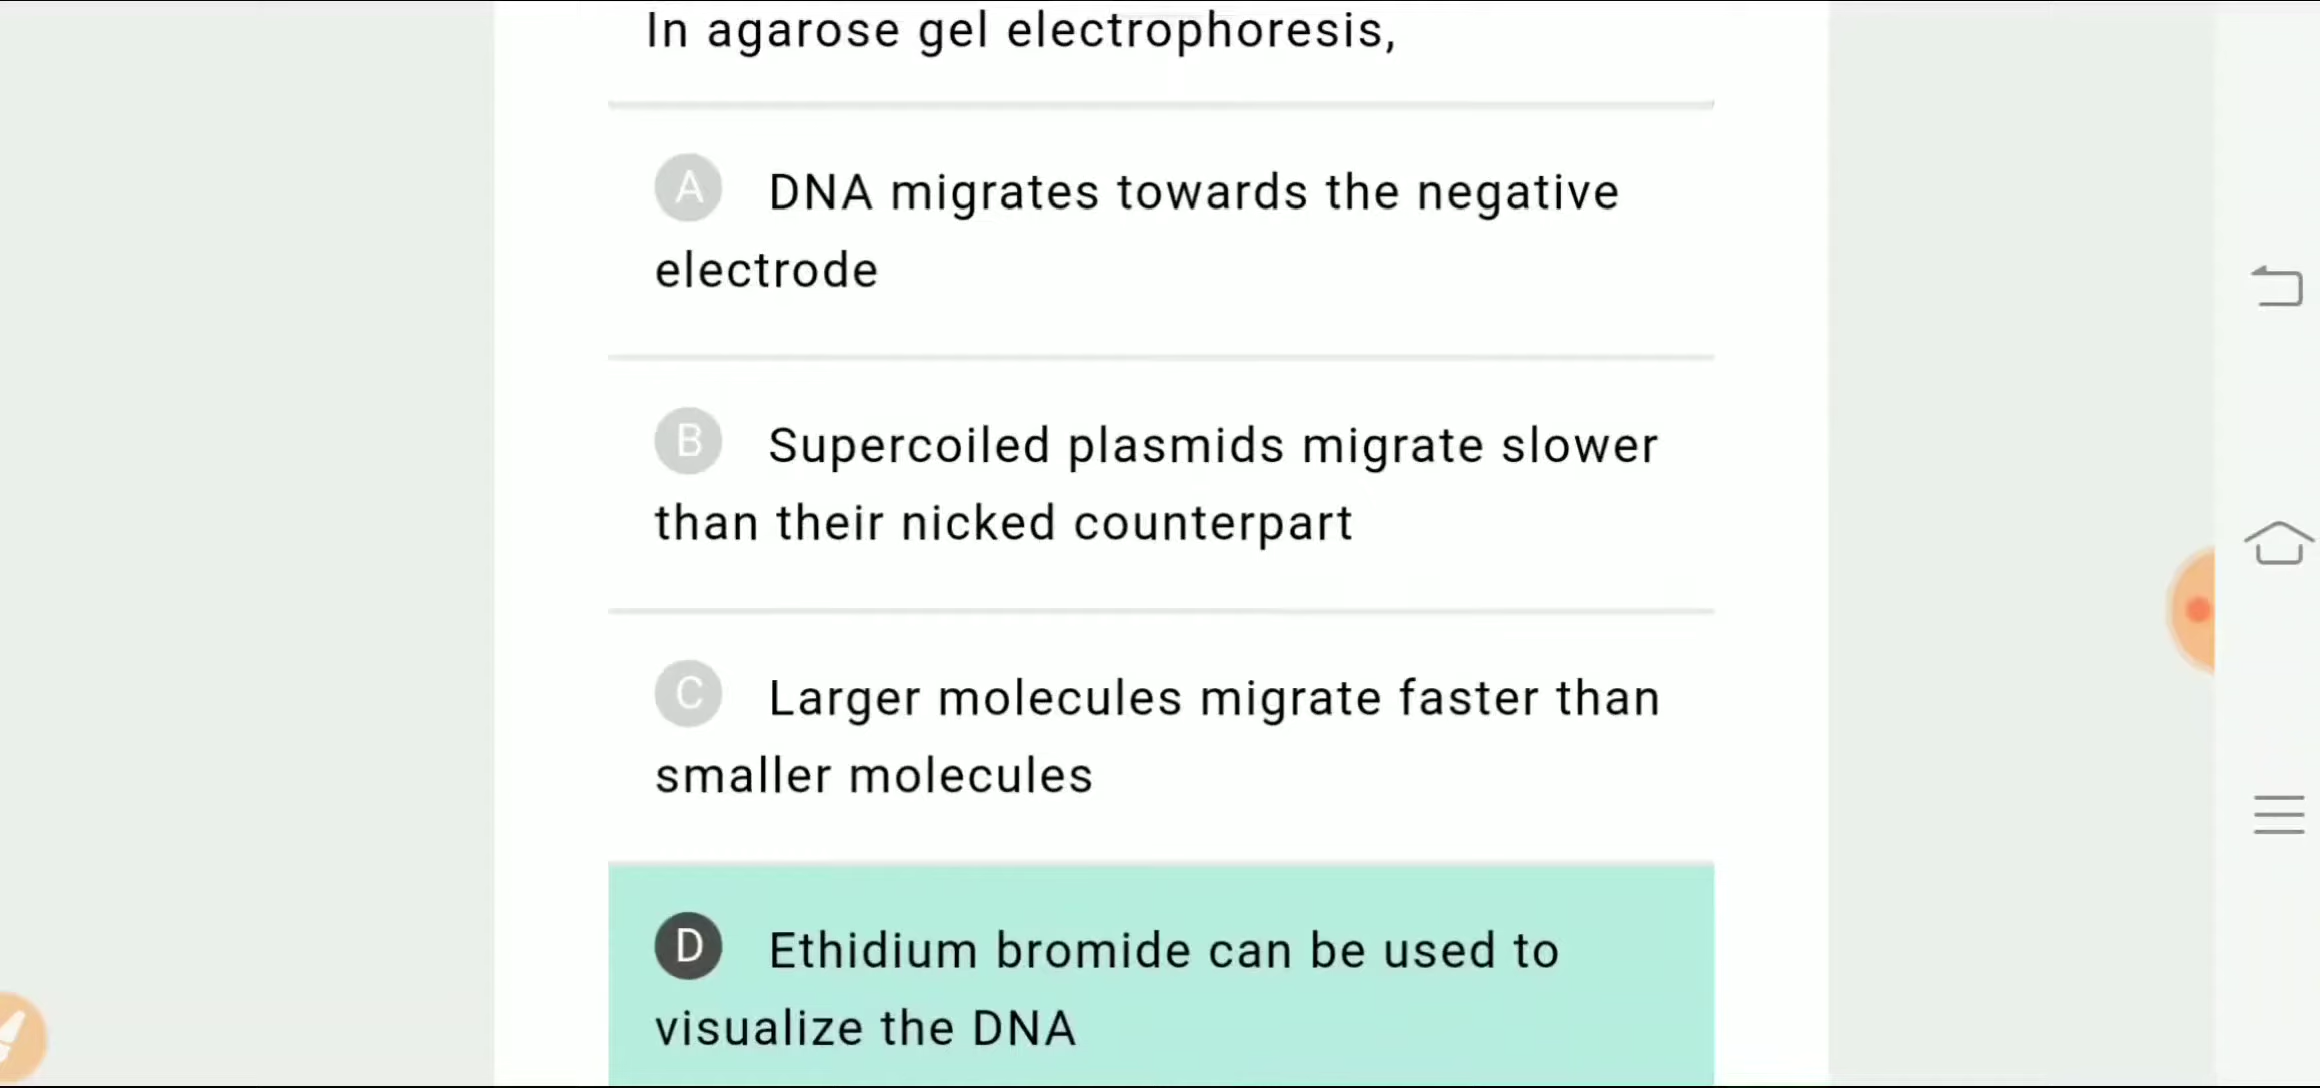 In agarose gel electrophoresis,
A DNA migrates towards the negative
electrode
B Supercoiled plasmids migrate slower
than their nicked counterpart
C Larger molecules migrate faster than
smaller molecules
D Ethidium bromide can be used to
visualize the DNA